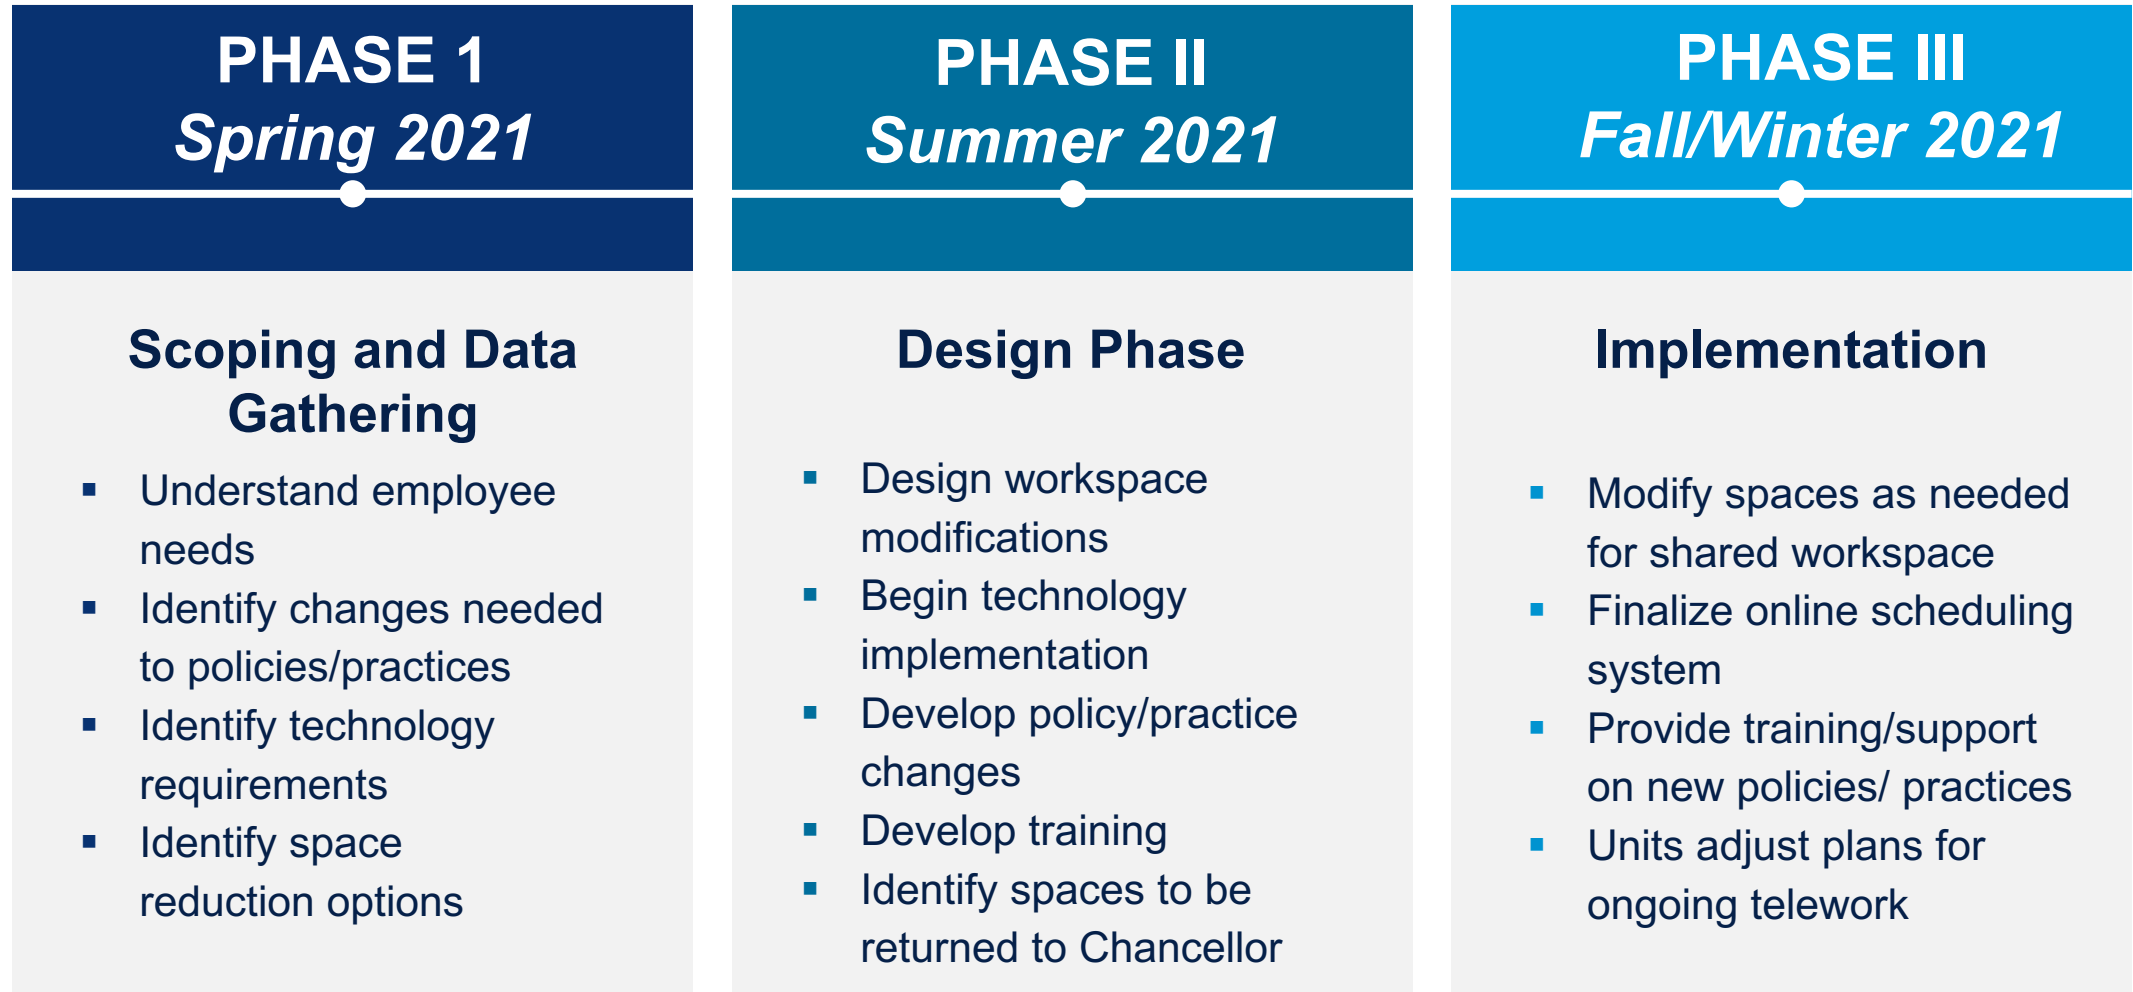 PHASE 1
Spring 2021
Scoping and Data
Gathering
▪ Understand employee
needs
▪ Identify changes needed
to policies/practices
▪ Identify technology
requirements
▪ Identify space
reduction options
PHASE II
Summer 2021
Design Phase
▪ Design workspace
modifications
▪ Begin technology
implementation
▪ Develop policy/practice
changes
▪ Develop training
▪ Identify spaces to be
returned to Chancellor
PHASE III
Fall/Winter 2021
Implementation
▪ Modify spaces as needed
for shared workspace
▪ Finalize online scheduling
system
▪ Provide training/support
on new policies/ practices
▪ Units adjust plans for
ongoing telework